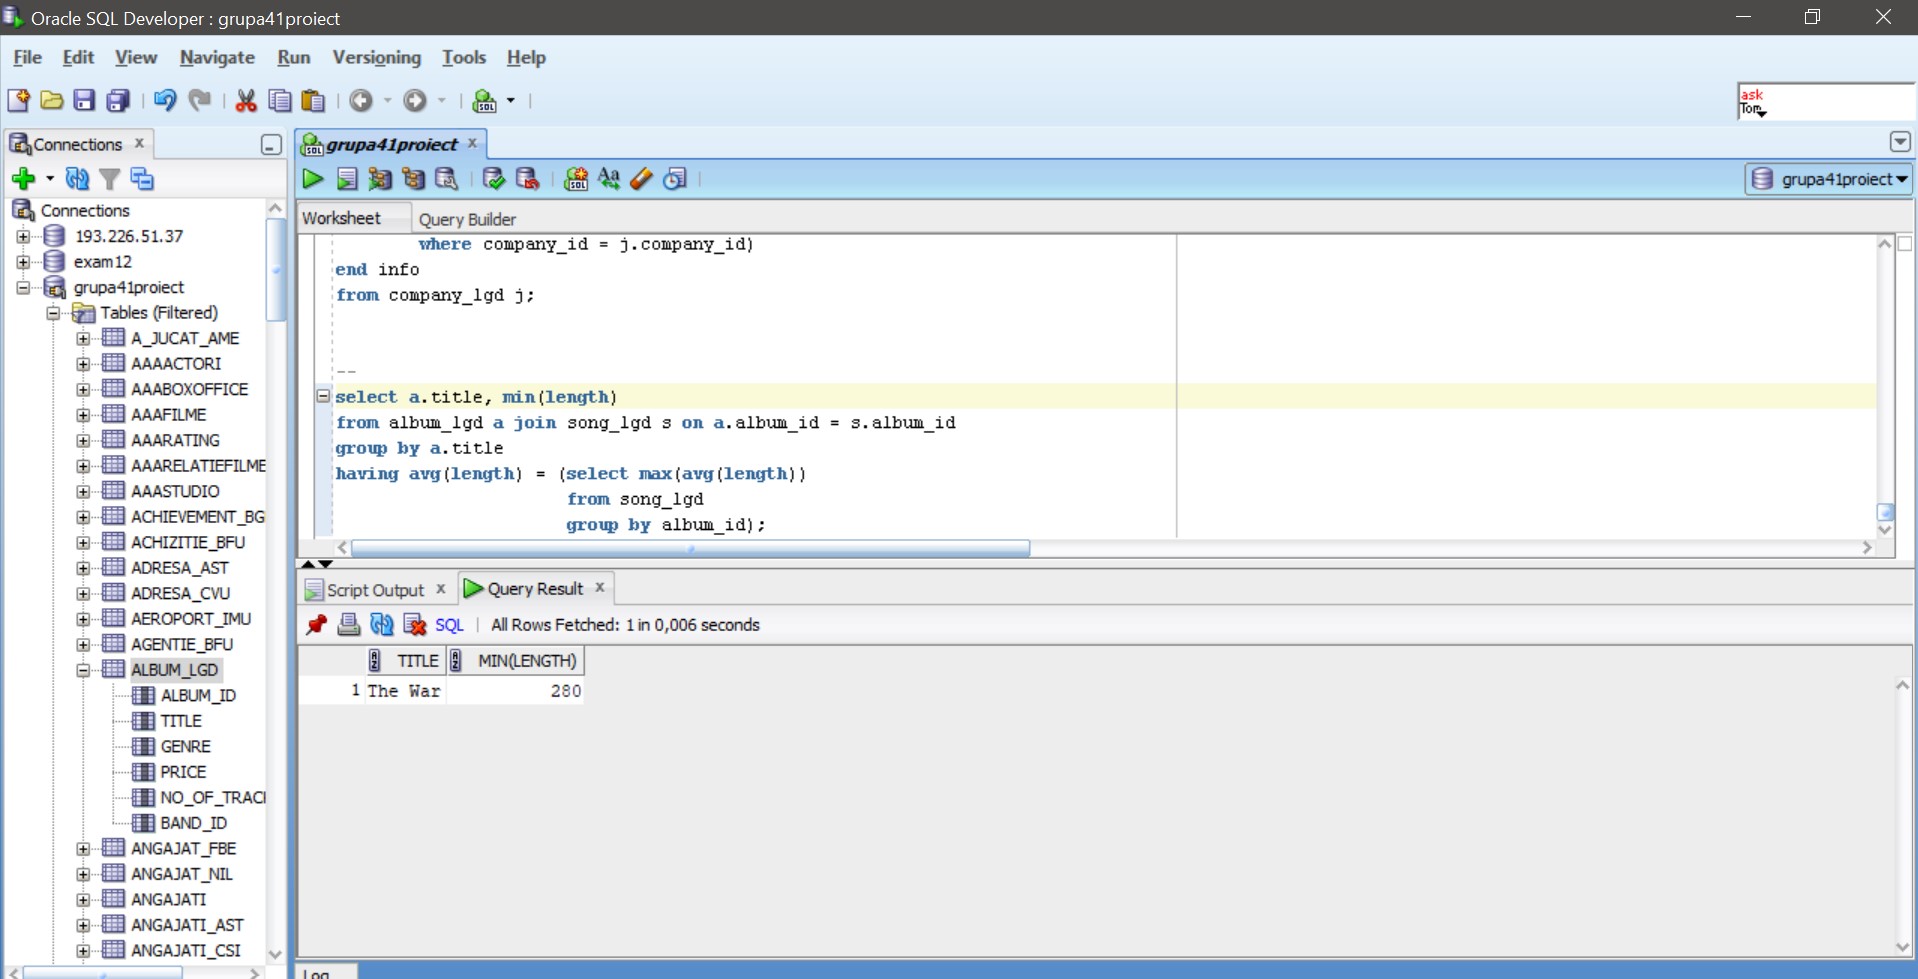 Oracle SQL Developer : grupa41proiect
File Edit View Navigate Run Versioning Tools Help
SQL
ask
Tom
Connections x
grupa41proiect x
grupa41proiect
Connections
193.226.51.37
exam12
grupa41proiect
Tables (Filtered)
A_JUCAT_AME
AAAACTORI
AAABOXOFFICE
AAAFILME
AAARATING
AAARELATIEFILME
AAASTUDIO
ACHIEVEMENT_BG
ACHIZITIE_BFU
ADRESA_AST
ADRESA_CVU
AEROPORT_IMU
AGENTIE_BFU
ALBUM_LGD
ALBUM_ID
TITLE
GENRE
PRICE
NO_OF_TRAC
BAND_ID
ANGAJAT_FBE
ANGAJAT_NIL
ANGAJATI
ANGAJATI_AST
ANGAJATI_CSI
Worksheet Query Builder
where company_id = j.company_id)
end info
from company_lgd j;
--
select a.title, min(length)
from album_lgd a join song_lgd s on a.album_id = s.album_id
group by a.title
having avg(length) = (select max(avg(length))
from song_lgd
group by album_id);
Script Output x Query Result x
SQL | All Rows Fetched: 1 in 0,006 seconds
TITLE MIN(LENGTH)
1 The War 280
Log